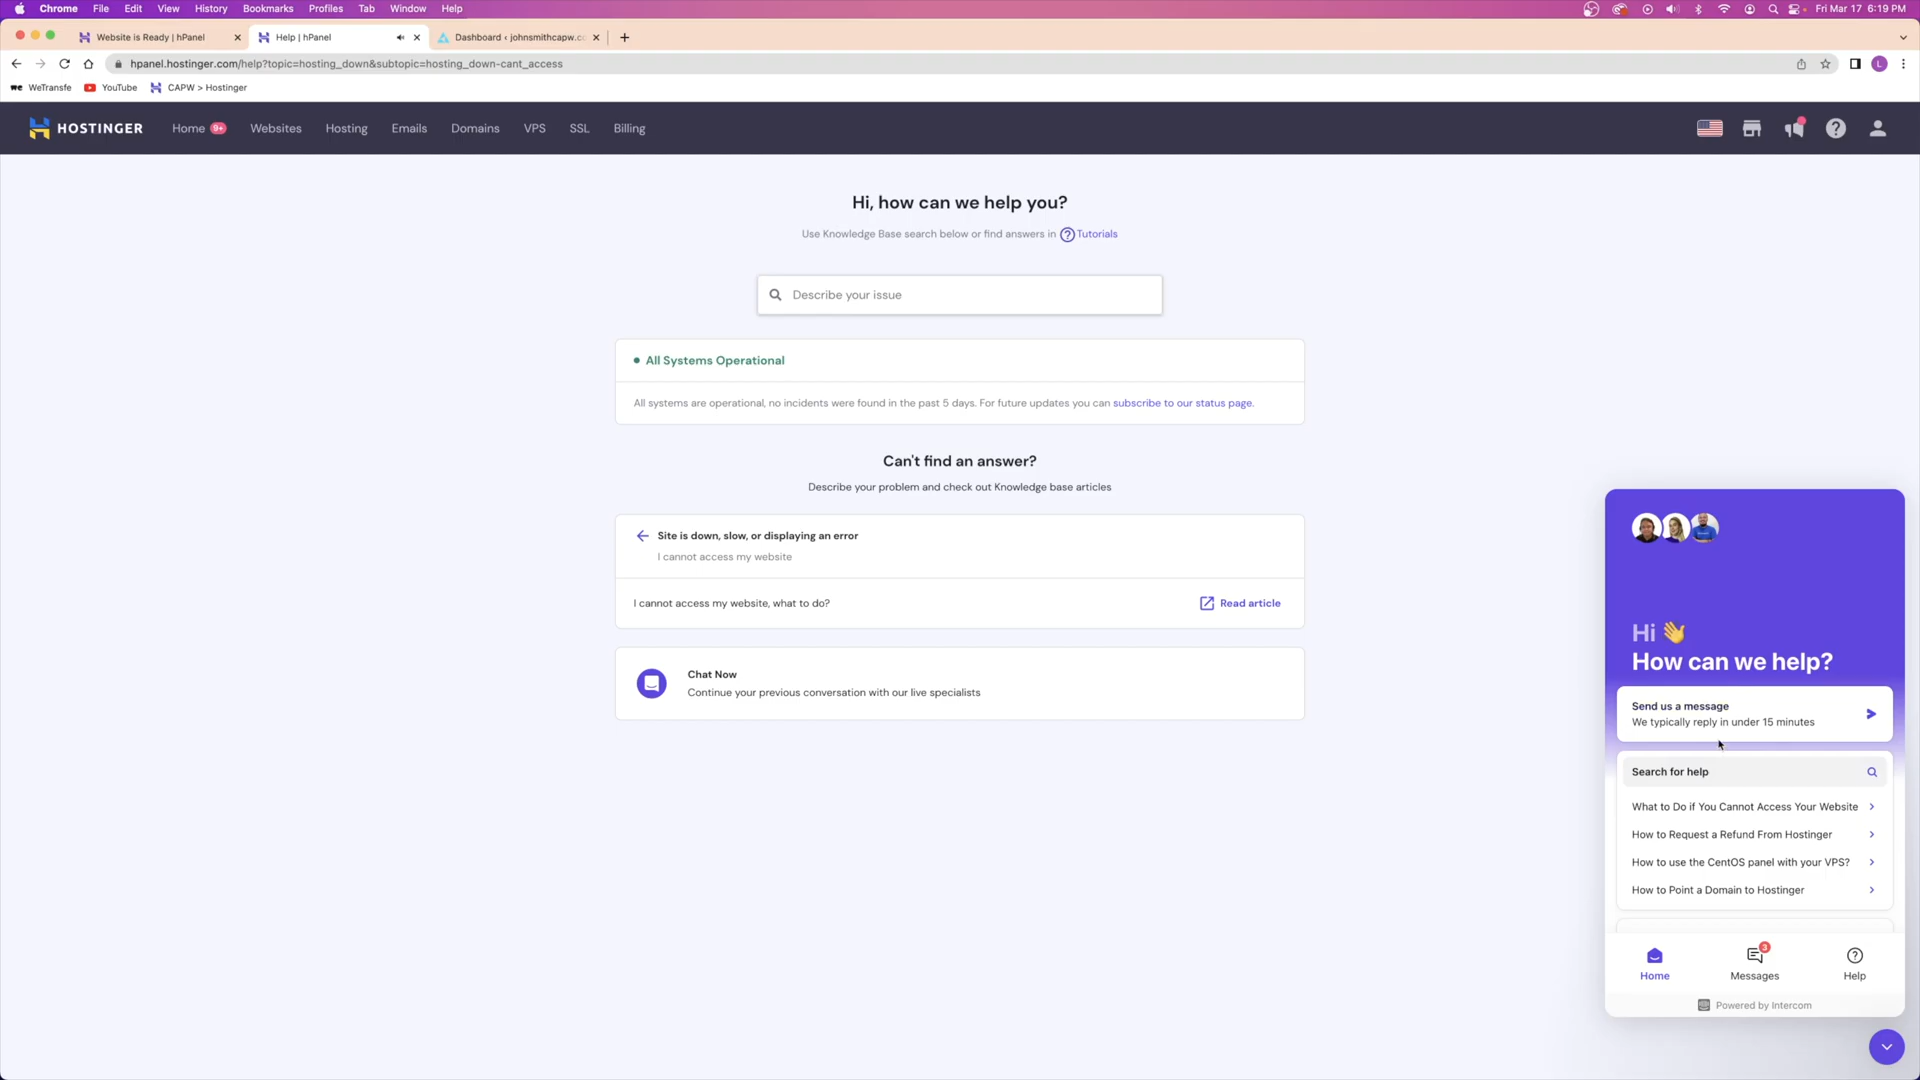 Chrome File Edit View History Bookmarks Profiles Tab Window Help Fri Mar 17 6:19 PM
Website is Ready | hPanel
Help | hPanel
Dashboard ‹ johnsmithcapw.c
hpanel.hostinger.com/help?topic=hosting_down&subtopic=hosting_down-cant_access
L
we WeTransfe YouTube CAPW > Hostinger
HOSTINGER Home 9+ Websites Hosting Emails Domains VPS SSL Billing
Hi, how can we help you?
Use Knowledge Base search below or find answers in Tutorials
Describe your issue
All Systems Operational
All systems are operational, no incidents were found in the past 5 days. For future updates you can subscribe to our status page.
Can't find an answer?
Describe your problem and check out Knowledge base articles
Site is down, slow, or displaying an error
I cannot access my website
I cannot access my website, what to do? Read article
Chat Now
Continue your previous conversation with our live specialists
Hi 👋
How can we help?
Send us a message
We typically reply in under 15 minutes
Search for help
What to Do if You Cannot Access Your Website
How to Request a Refund From Hostinger
How to use the CentOS panel with your VPS?
How to Point a Domain to Hostinger
3
Home Messages Help
Powered by Intercom